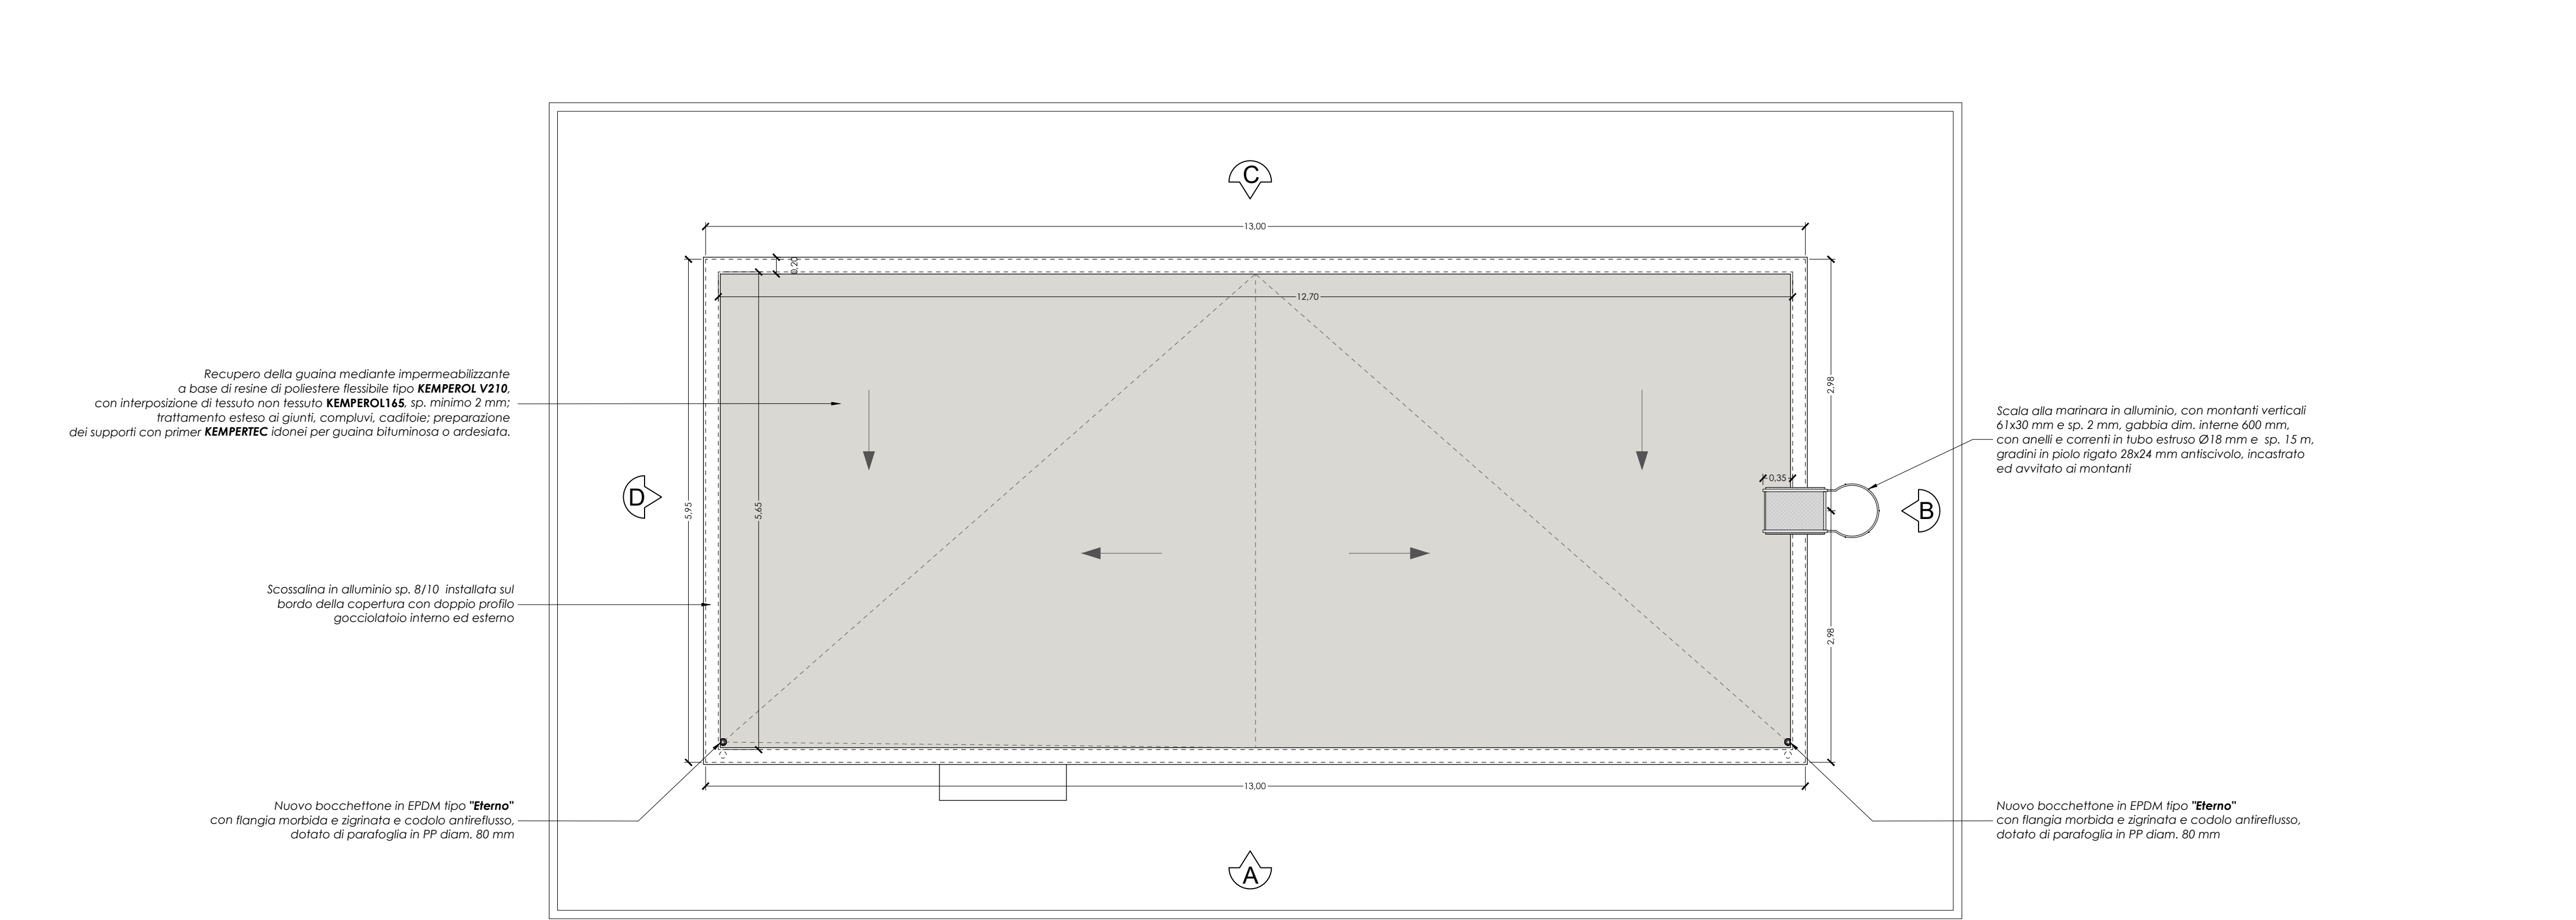 C
13,00
0,20
12,70
Recupero della guaina mediante impermeabilizzante
a base di resine di poliestere flessibile tipo KEMPEROL V210,
con interposizione di tessuto non tessuto KEMPEROL165, sp. minimo 2 mm;
trattamento esteso ai giunti, compluvi, caditoie; preparazione
dei supporti con primer KEMPERTEC idonei per guaina bituminosa o ardesiata.
2,98
Scala alla marinara in alluminio, con montanti verticali
61x30 mm e sp. 2 mm, gabbia dim. interne 600 mm,
con anelli e correnti in tubo estruso Ø18 mm e sp. 15 m,
gradini in piolo rigato 28x24 mm antiscivolo, incastrato
ed avvitato ai montanti
0,35
D
5,95
5,65
B
Scossalina in alluminio sp. 8/10 installata sul
bordo della copertura con doppio profilo
gocciolatoio interno ed esterno
2,98
13,00
Nuovo bocchettone in EPDM tipo "Eterno"
con flangia morbida e zigrinata e codolo antireflusso,
dotato di parafoglia in PP diam. 80 mm
Nuovo bocchettone in EPDM tipo "Eterno"
con flangia morbida e zigrinata e codolo antireflusso,
dotato di parafoglia in PP diam. 80 mm
A